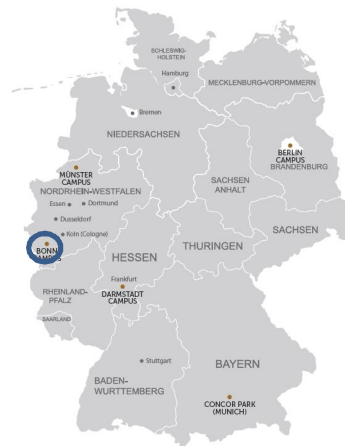 SCHLESWIG-
HOLSTEIN
Hamburg
MECKLENBURG-VORPOMMERN
Bremen
NIEDERSACHSEN
BERLIN
CAMPUS
BRANDENBURG
MÜNSTER
CAMPUS
SACHSEN
ANHALT
NORDRHEIN-WESTFALEN
Essen
Dortmund
Dusseldorf
Koln (Cologne)
BONN
SACHSEN
HESSEN
THURINGEN
RHEINLAND-
PFALZ
Frankfurt
DARMSTADT
CAMPUS
SAARLAND
Stuttgart
BAYERN
BADEN-
WURTTEMBERG
CONCOR PARK
(MUNICH)